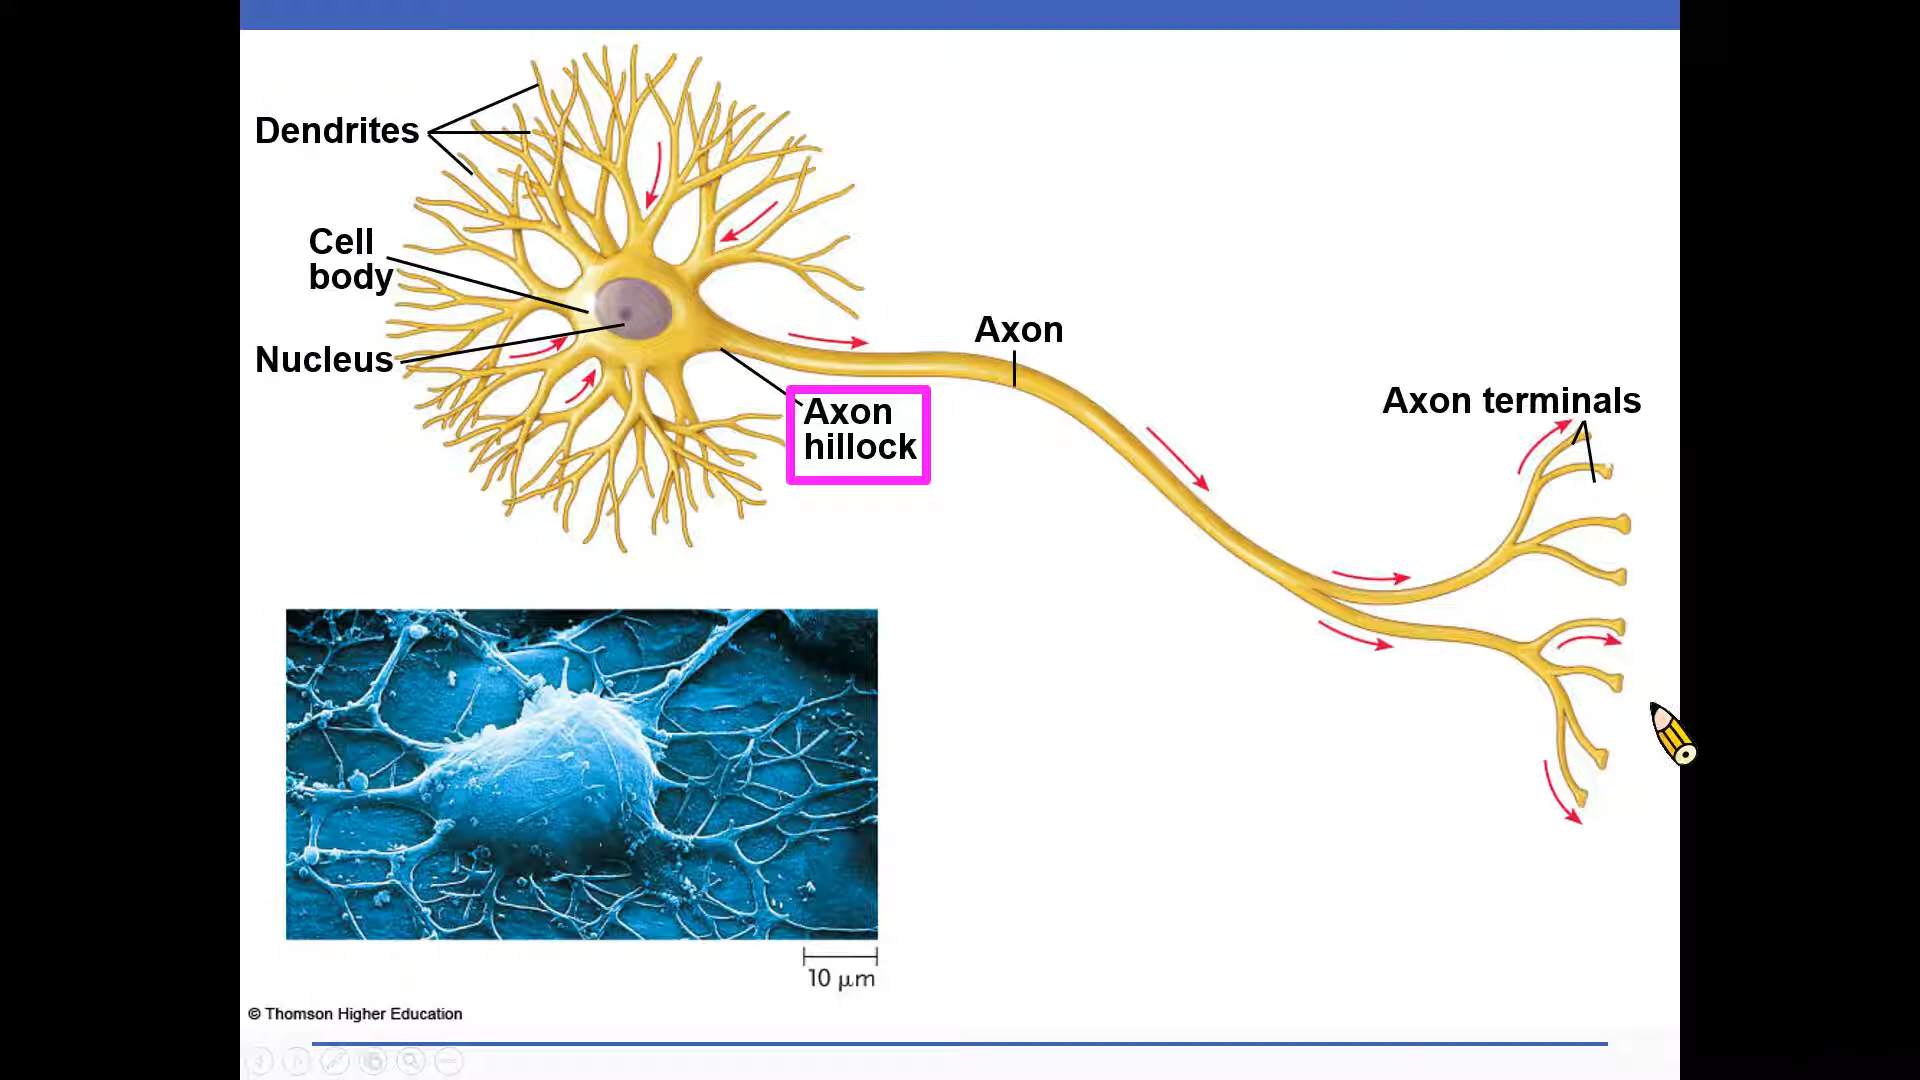 Dendrites
Cell
body
Nucleus
Axon
hillock
Axon
Axon terminals
10 µm
© Thomson Higher Education